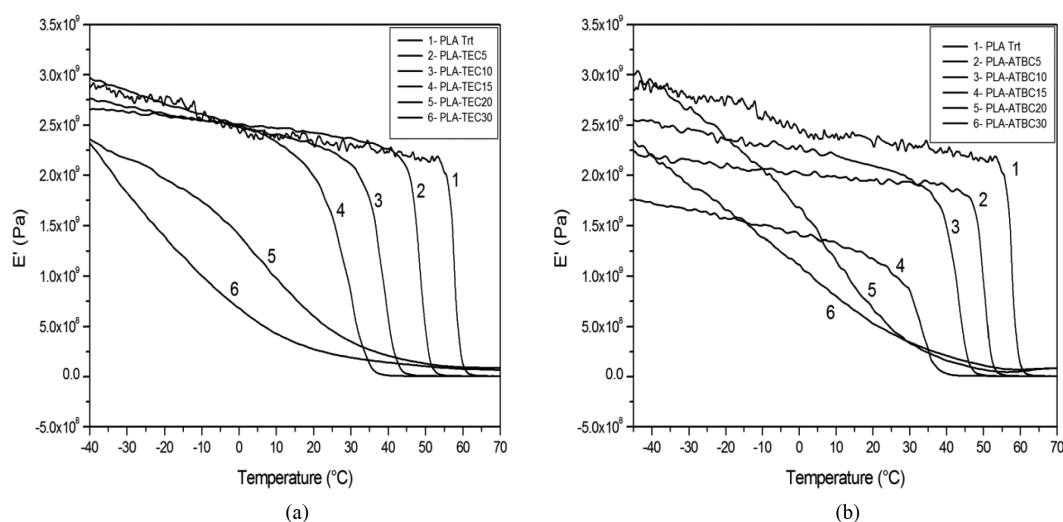 3.5x10⁹
3.0x10⁹
2.5x10⁹
2.0x10⁹
1.5x10⁹
1.0x10⁹
5.0x10⁸
0.0
-5.0x10⁸
E' (Pa)
1- PLA Trt
2- PLA-TEC5
3- PLA-TEC10
4- PLA-TEC15
5- PLA-TEC20
6- PLA-TEC30
1
2
3
4
5
6
-40 -30 -20 -10 0 10 20 30 40 50 60 70
Temperature (°C)
(a)
3.5x10⁹
3.0x10⁹
2.5x10⁹
2.0x10⁹
1.5x10⁹
1.0x10⁹
5.0x10⁸
0.0
-5.0x10⁸
E' (Pa)
1- PLA Trt
2- PLA-ATBC5
3- PLA-ATBC10
4- PLA-ATBC15
5- PLA-ATBC20
6- PLA-ATBC30
1
2
3
4
5
6
-40 -30 -20 -10 0 10 20 30 40 50 60 70
Temperature (°C)
(b)